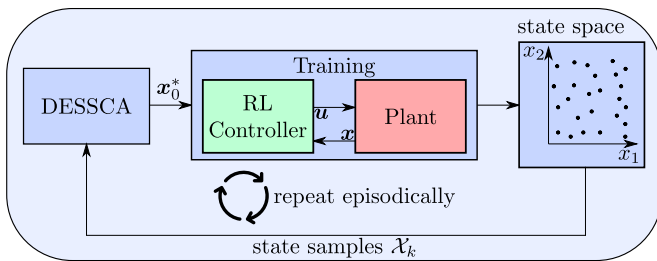 state space
DESSCA
x₀*
Training
RL
Controller
u
x
Plant
x₂
x₁
repeat episodically
state samples 𝒳ₖ